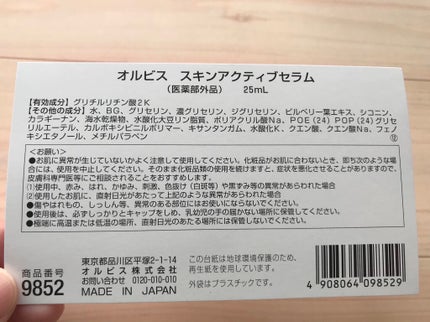 オルビス スキンアクティブセラム
(医薬部外品) 25mL
【有効成分】グリチルリチン酸2K
【その他の成分】水、BG、グリセリン、濃グリセリン、ジグリセリン、ビルベリー葉エキス、シコニン、
カラギーナン、海水乾燥物、水酸化大豆リン脂質、ポリアクリル酸Na、POE(24)POP(24)グリセ
リルエーテル、カルボキシビニルポリマー、キサンタンガム、水酸化K、クエン酸、クエン酸Na、フェノ
キシエタノール、メチルパラベン ⑫
<お願い>
●お肌に異常が生じていないかよく注意して使用してください。化粧品がお肌に合わないとき、即ち次のような場
合には、使用を中止してください。そのまま化粧品類の使用を続けますと、症状を悪化させることがありますので、
皮膚科専門医等にご相談されることをおすすめします。
(1)使用中、赤み、はれ、かゆみ、刺激、色抜け(白斑等)や黒ずみ等の異常があらわれた場合
(2)使用したお肌に、直射日光があたって上記のような異常があらわれた場合
●傷やはれもの、しっしん等、異常のある部位にはお使いにならないでください。
●使用後は、必ずしっかりとキャップをしめ、乳幼児の手の届かない場所に保管してください。
●極端に高温または低温の場所、直射日光のあたる場所には保管しないでください。
商品番号
9852
東京都品川区平塚2-1-14
オルビス株式会社
お問い合わせ 0120-010-010
MADE IN JAPAN
この台紙は地球環境保護のため、
再生紙を使用しています。
外袋はプラスチックです。
4 908064 098529